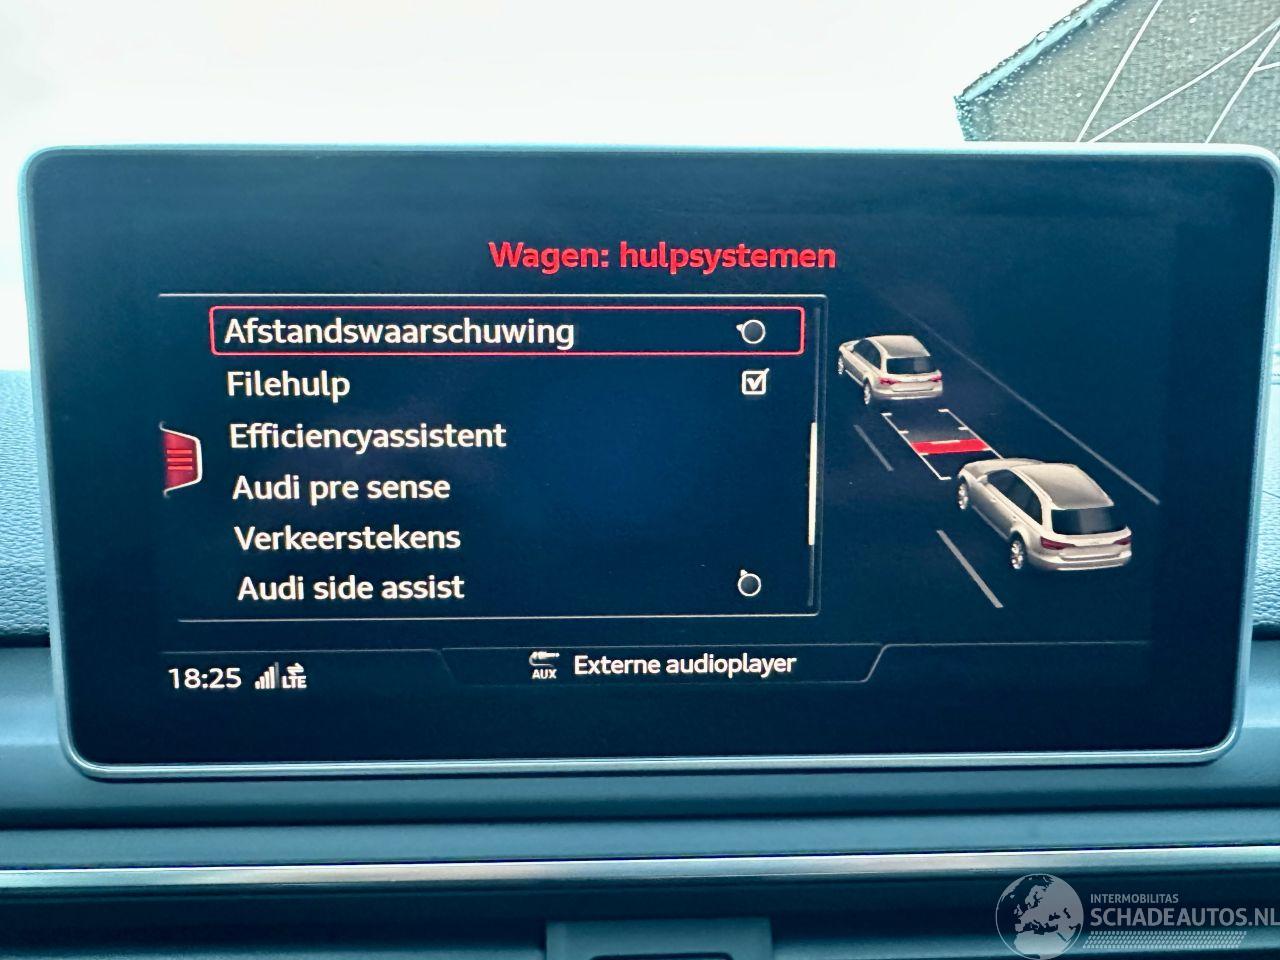 Wagen: hulpsystemen
Afstandswaarschuwing
Filehulp
Efficiencyassistent
Audi pre sense
Verkeerstekens
Audi side assist
18:25 LTE
AUX Externe audioplayer
INTERMOBILITAS
SCHADEAUTOS.NL